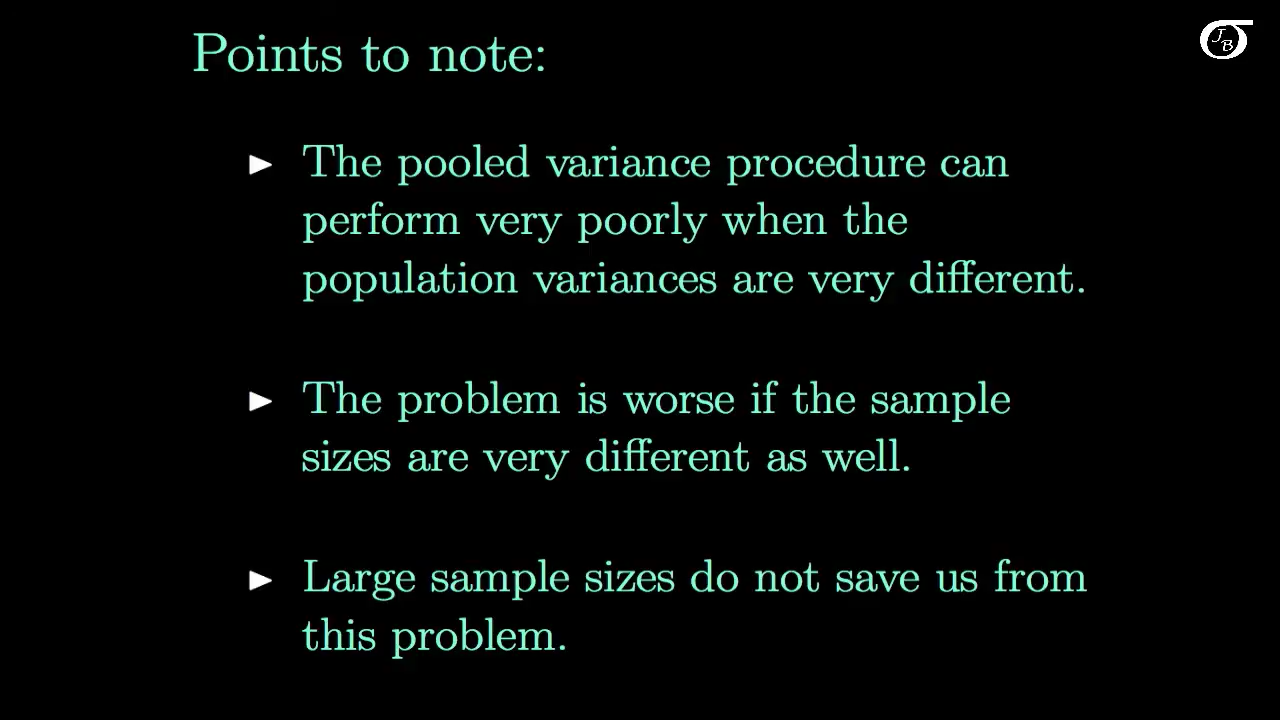 Points to note:
The pooled variance procedure can
perform very poorly when the
population variances are very different.
The problem is worse if the sample
sizes are very different as well.
Large sample sizes do not save us from
this problem.
JB